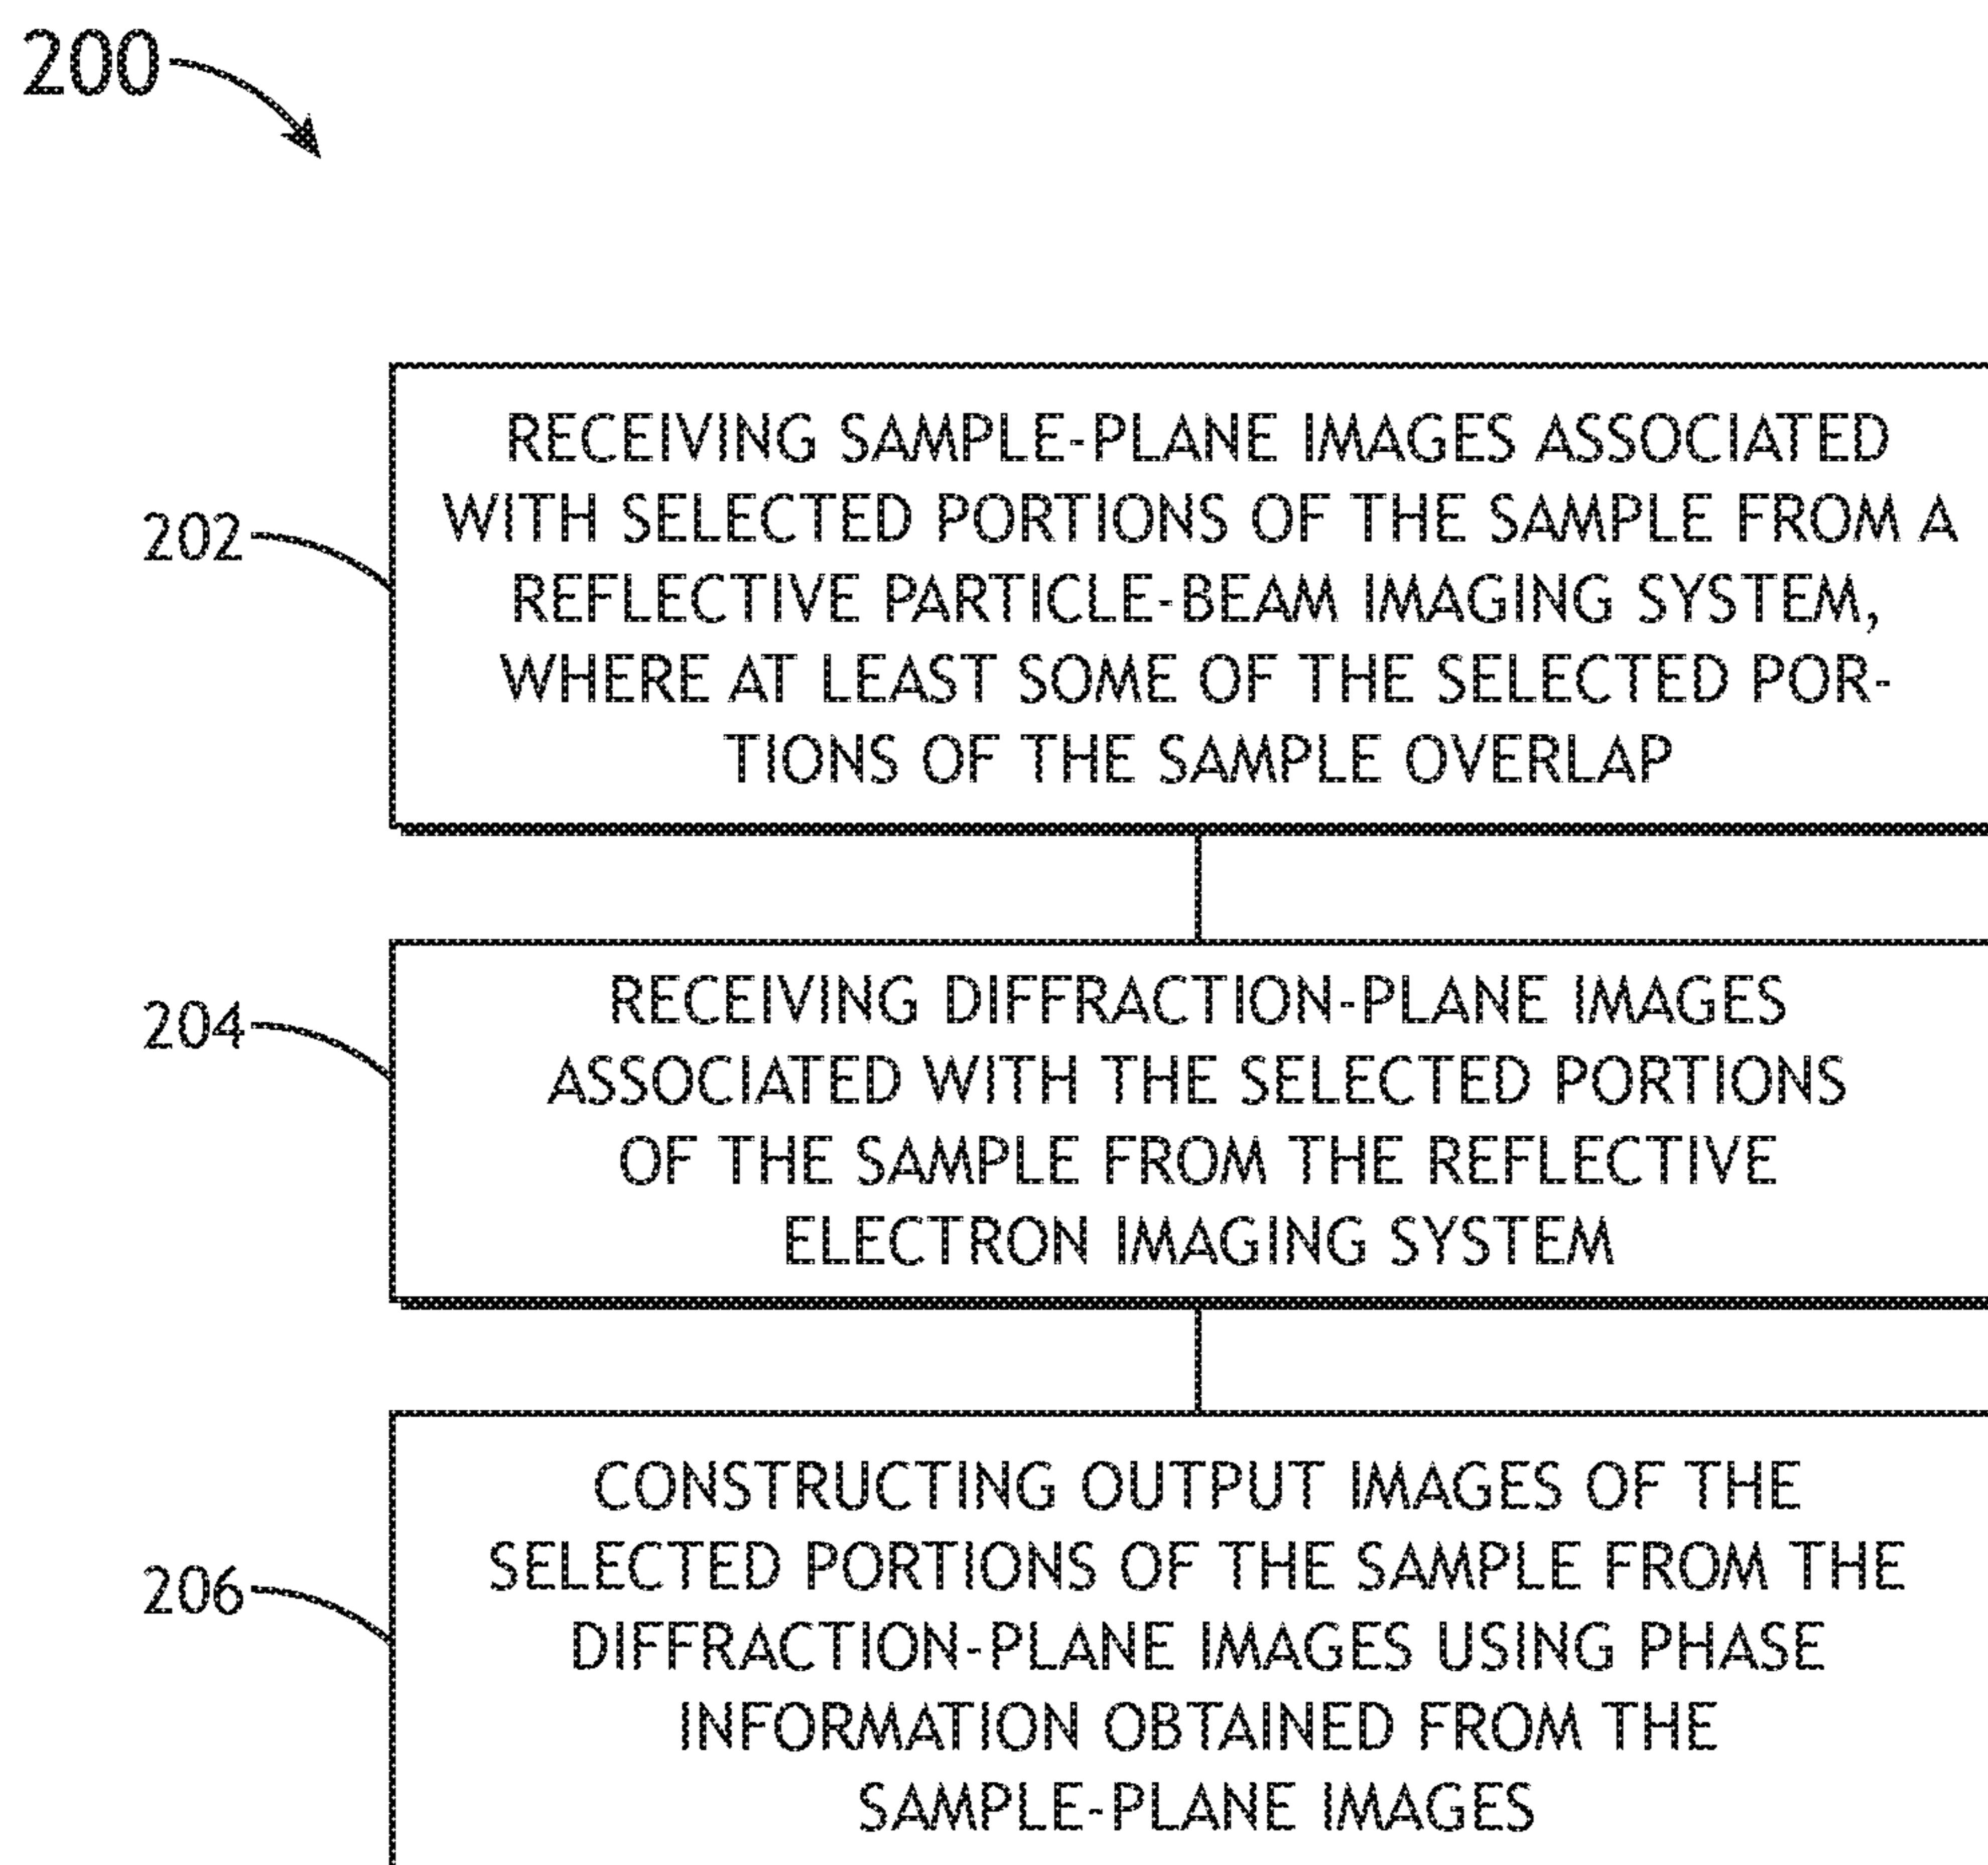 200
202
RECEIVING SAMPLE-PLANE IMAGES ASSOCIATED
WITH SELECTED PORTIONS OF THE SAMPLE FROM A
REFLECTIVE PARTICLE-BEAM IMAGING SYSTEM,
WHERE AT LEAST SOME OF THE SELECTED POR-
TIONS OF THE SAMPLE OVERLAP
204
RECEIVING DIFFRACTION-PLANE IMAGES
ASSOCIATED WITH THE SELECTED PORTIONS
OF THE SAMPLE FROM THE REFLECTIVE
ELECTRON IMAGING SYSTEM
206
CONSTRUCTING OUTPUT IMAGES OF THE
SELECTED PORTIONS OF THE SAMPLE FROM THE
DIFFRACTION-PLANE IMAGES USING PHASE
INFORMATION OBTAINED FROM THE
SAMPLE-PLANE IMAGES